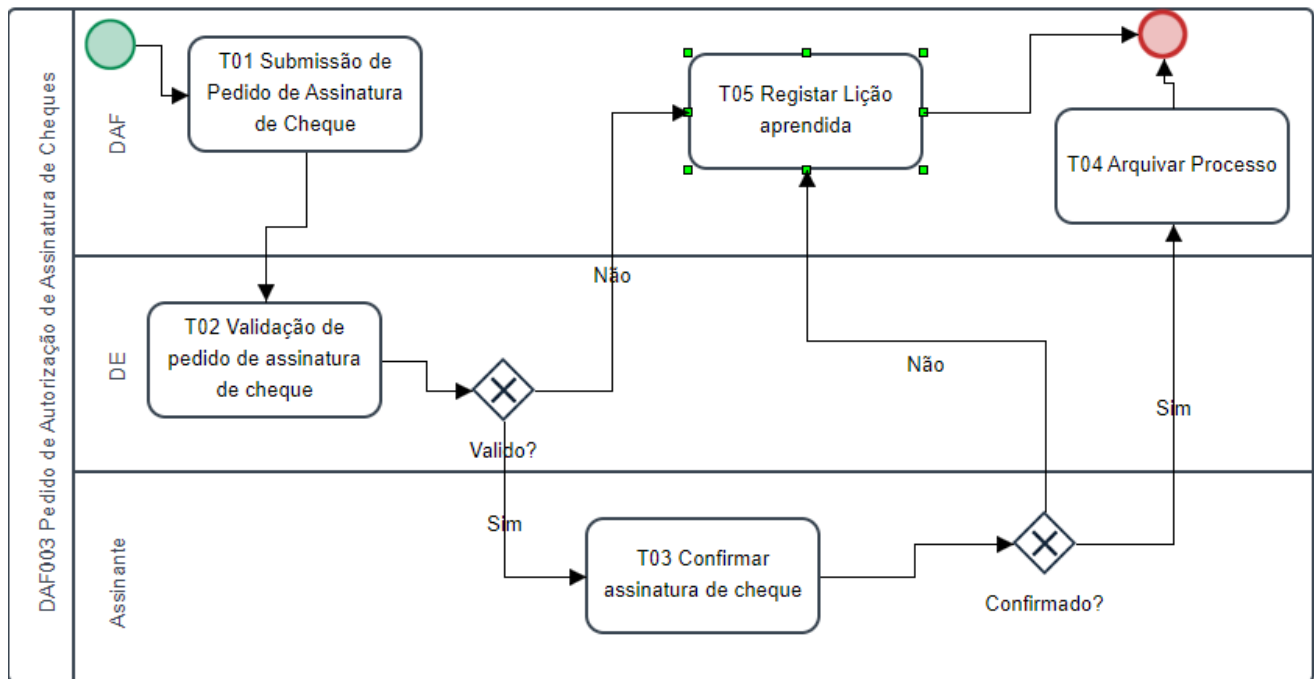 DAF003 Pedido de Autorização de Assinatura de Cheques
DAF
T01 Submissão de
Pedido de Assinatura
de Cheque
T05 Registar Lição
aprendida
T04 Arquivar Processo
DE
T02 Validação de
pedido de assinatura
de cheque
Valido?
Não
Não
Sim
Assinante
Sim
T03 Confirmar
assinatura de cheque
Confirmado?